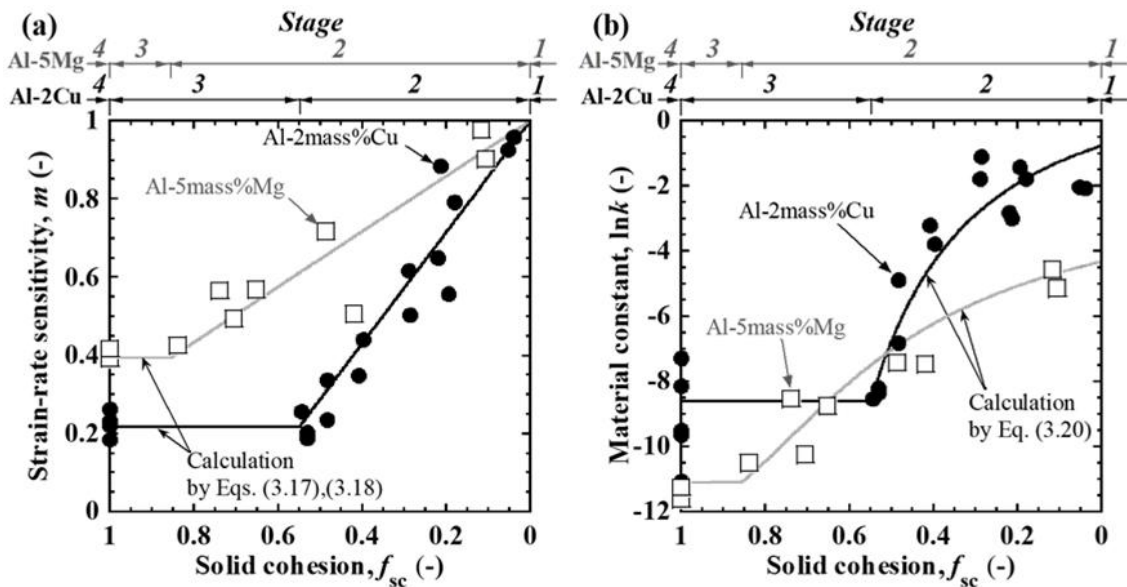 (a)
Stage
4 3 2 1
Al-5Mg
4 3 2 1
Al-2Cu
1
0.8
0.6
0.4
0.2
0
Strain-rate sensitivity, m (-)
Al-2mass%Cu
Al-5mass%Mg
Calculation
by Eqs. (3.17),(3.18)
1 0.8 0.6 0.4 0.2 0
Solid cohesion, fsc (-)
(b)
Stage
4 3 2 1
Al-5Mg
4 3 2 1
Al-2Cu
-2
-4
-6
-8
-10
-12
Material constant, lnk (-)
Al-2mass%Cu
Al-5mass%Mg
Calculation
by Eq. (3.20)
1 0.8 0.6 0.4 0.2 0
Solid cohesion, fsc (-)